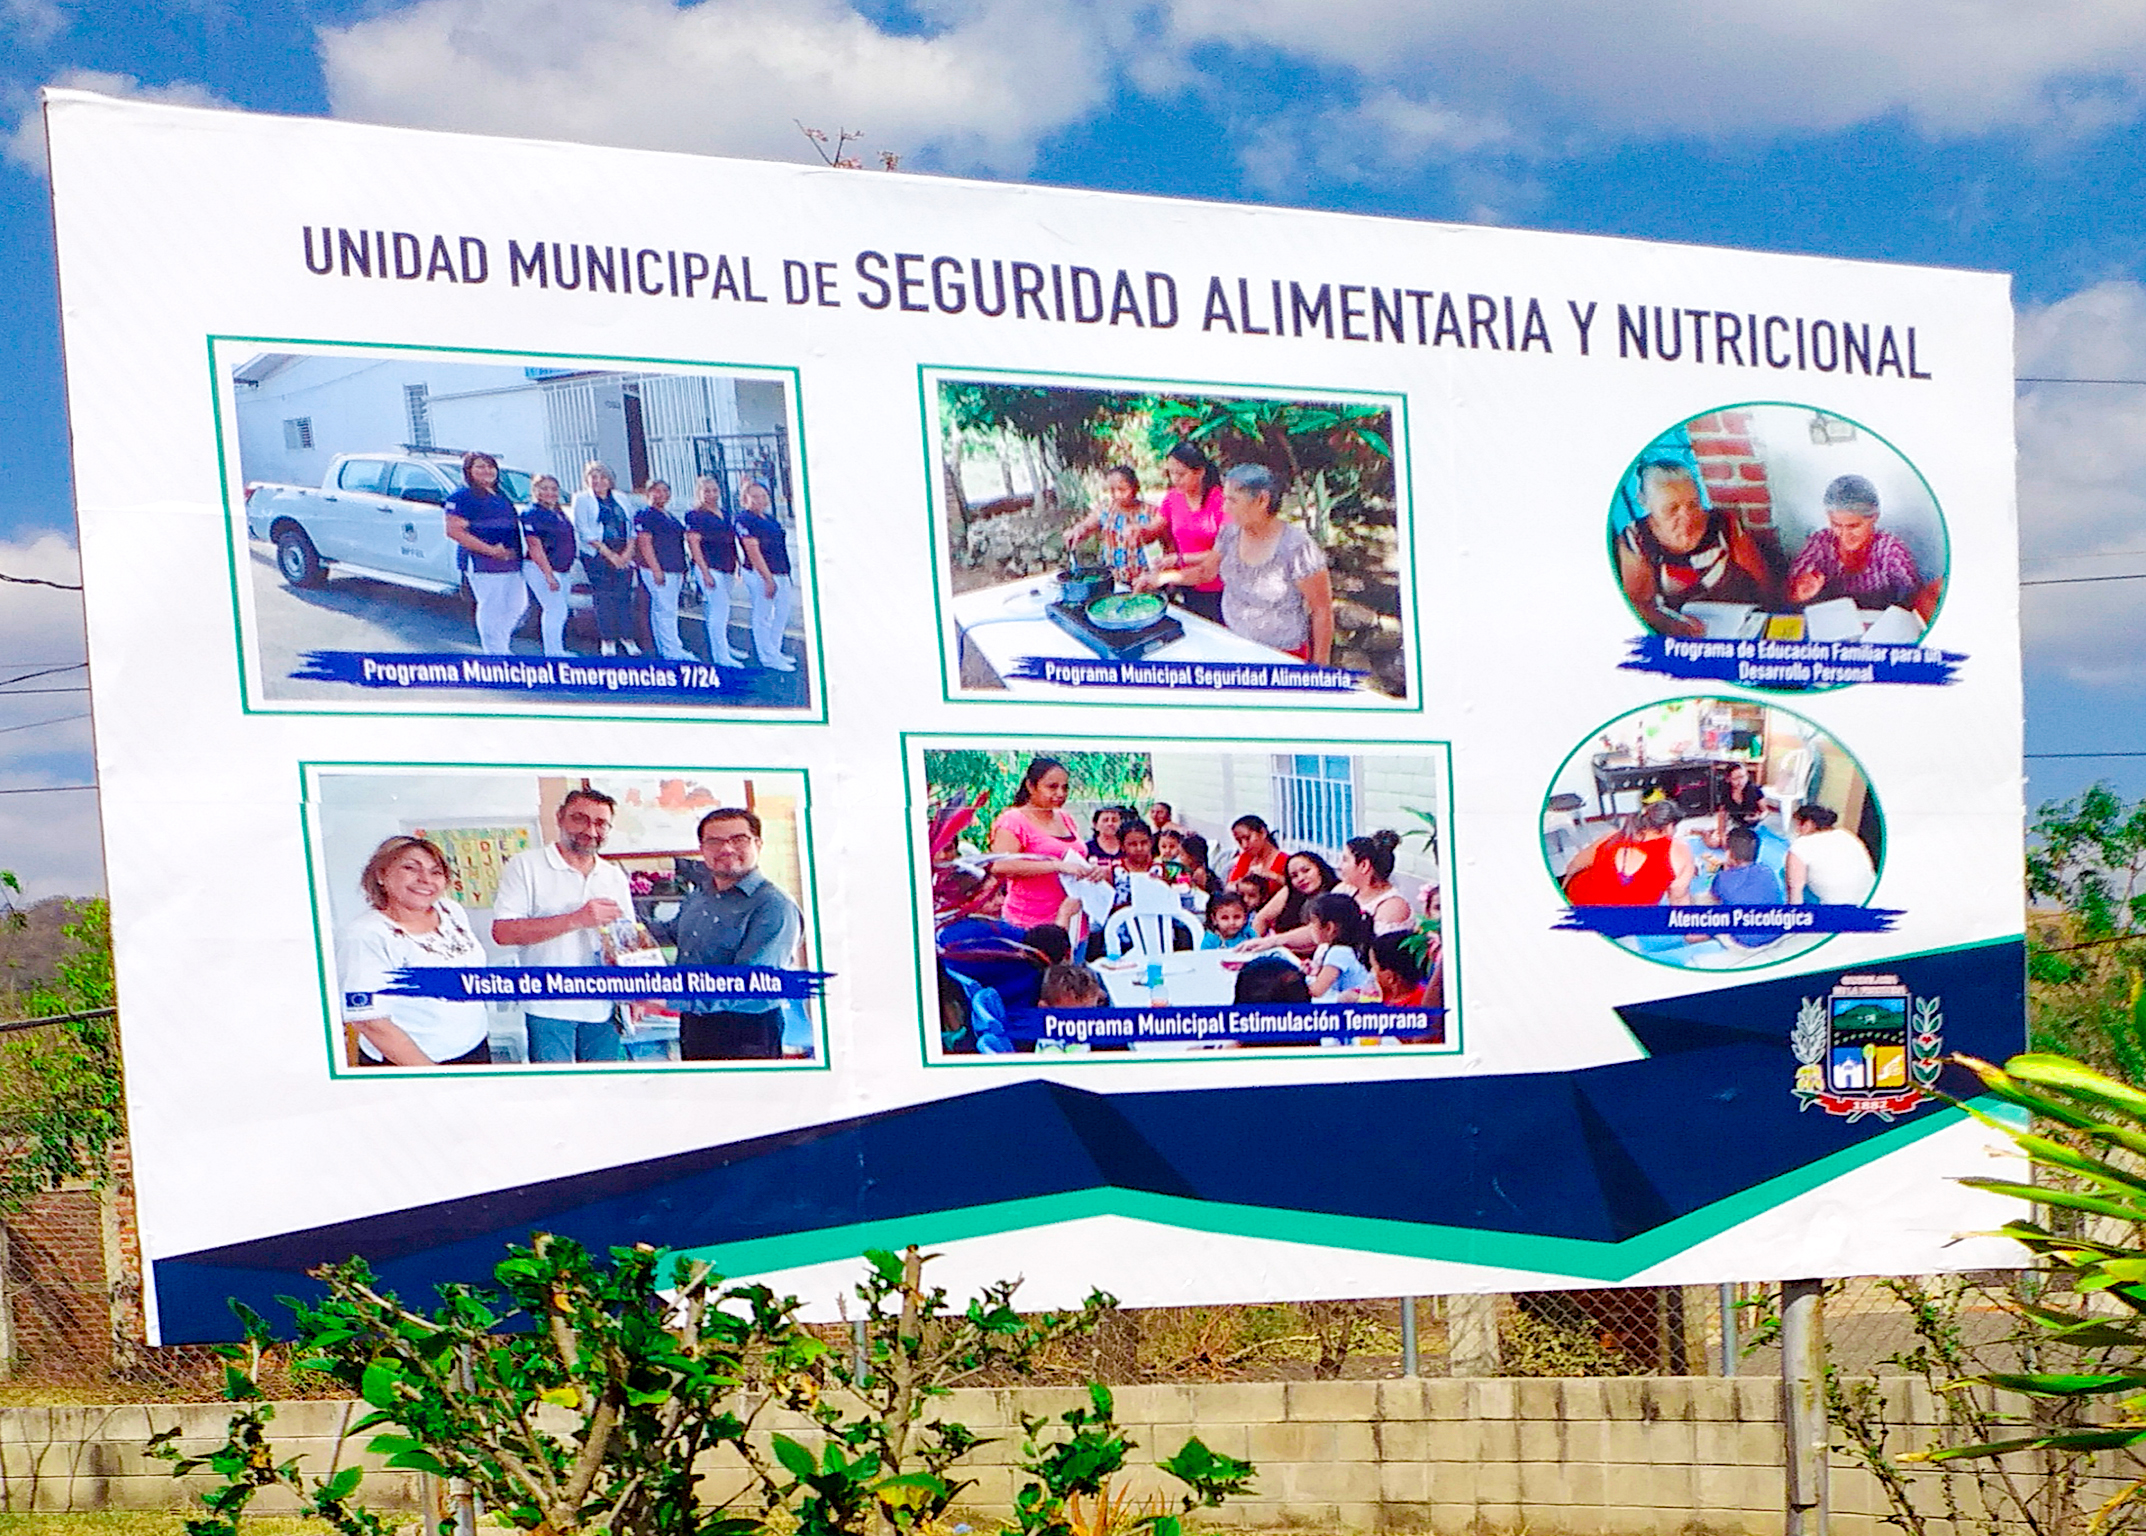 UNIDAD MUNICIPAL DE SEGURIDAD ALIMENTARIA Y NUTRICIONAL
Programa Municipal Emergencias 7/24
Programa Municipal Seguridad Alimentaria
Programa de Educación Familiar para un
Desarrollo Personal
Visita de Mancomunidad Ribera Alta
Programa Municipal Estimulación Temprana
Atencion Psicológica
1882